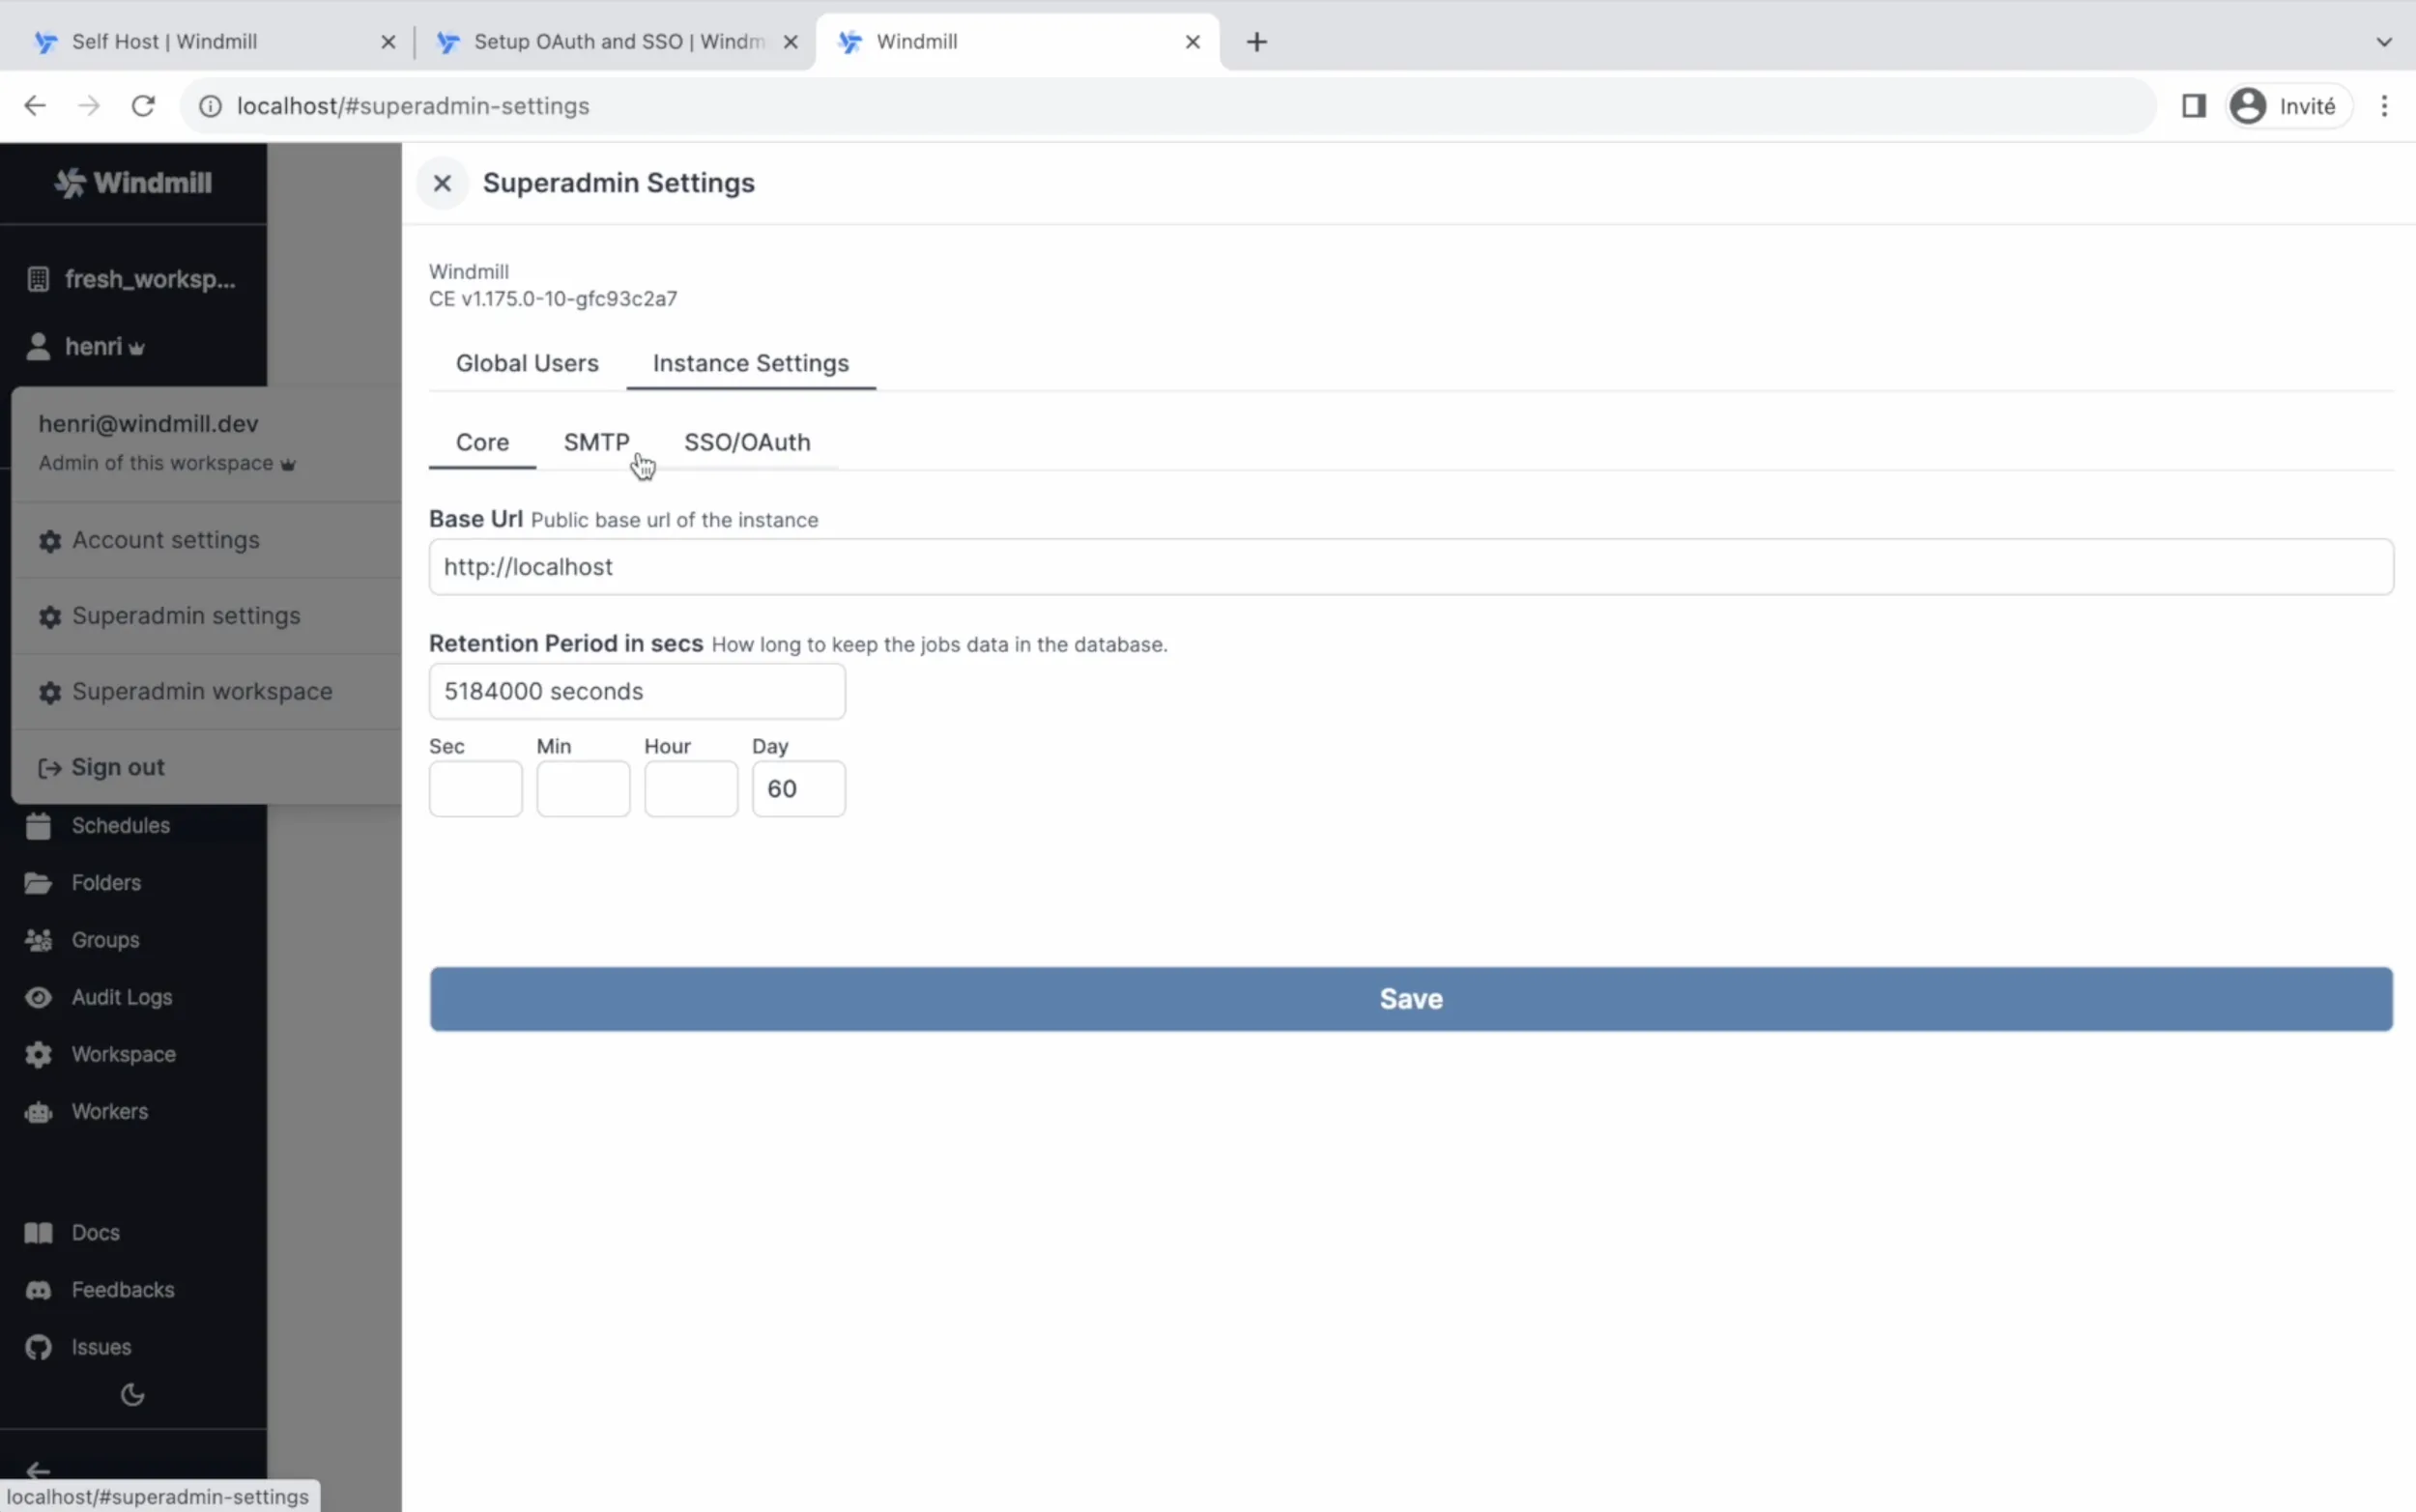 Self Host | Windmill
Setup OAuth and SSO | Windm
Windmill
localhost/#superadmin-settings
Invité
Windmill
fresh_worksp...
henri
henri@windmill.dev
Admin of this workspace
Account settings
Superadmin settings
Superadmin workspace
Sign out
Schedules
Folders
Groups
Audit Logs
Workspace
Workers
Docs
Feedbacks
Issues
localhost/#superadmin-settings
Superadmin Settings
Windmill
CE v1.175.0-10-gfc93c2a7
Global Users Instance Settings
Core SMTP SSO/OAuth
Base Url Public base url of the instance
http://localhost
Retention Period in secs How long to keep the jobs data in the database.
5184000 seconds
Sec Min Hour Day
60
Save